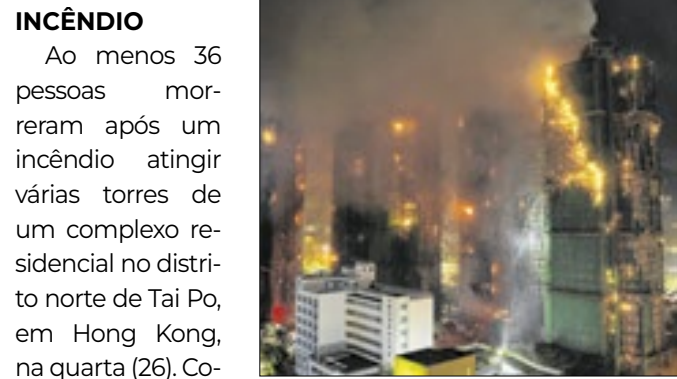 INCÊNDIO
Ao menos 36
pessoas mor-
reram após um
incêndio atingir
várias torres de
um complexo re-
sidencial no distri-
to norte de Tai Po,
em Hong Kong,
na quarta (26). Co-